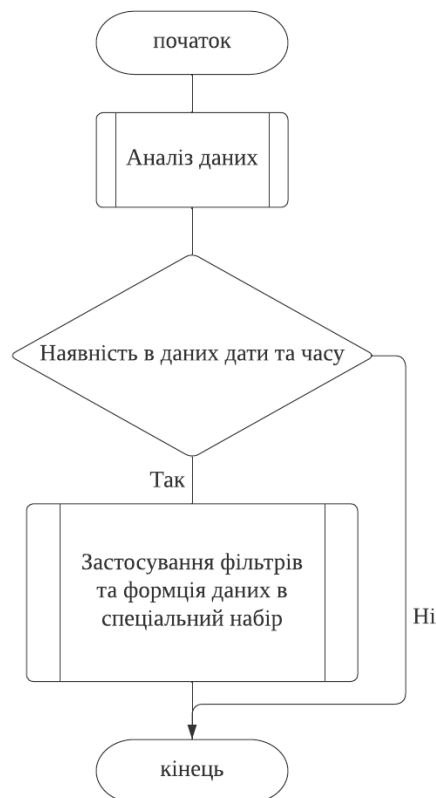 початок
Аналіз даних
Наявність в даних дати та часу
Так
Застосування фільтрів
та формція даних в
спеціальний набір
Ні
кінець